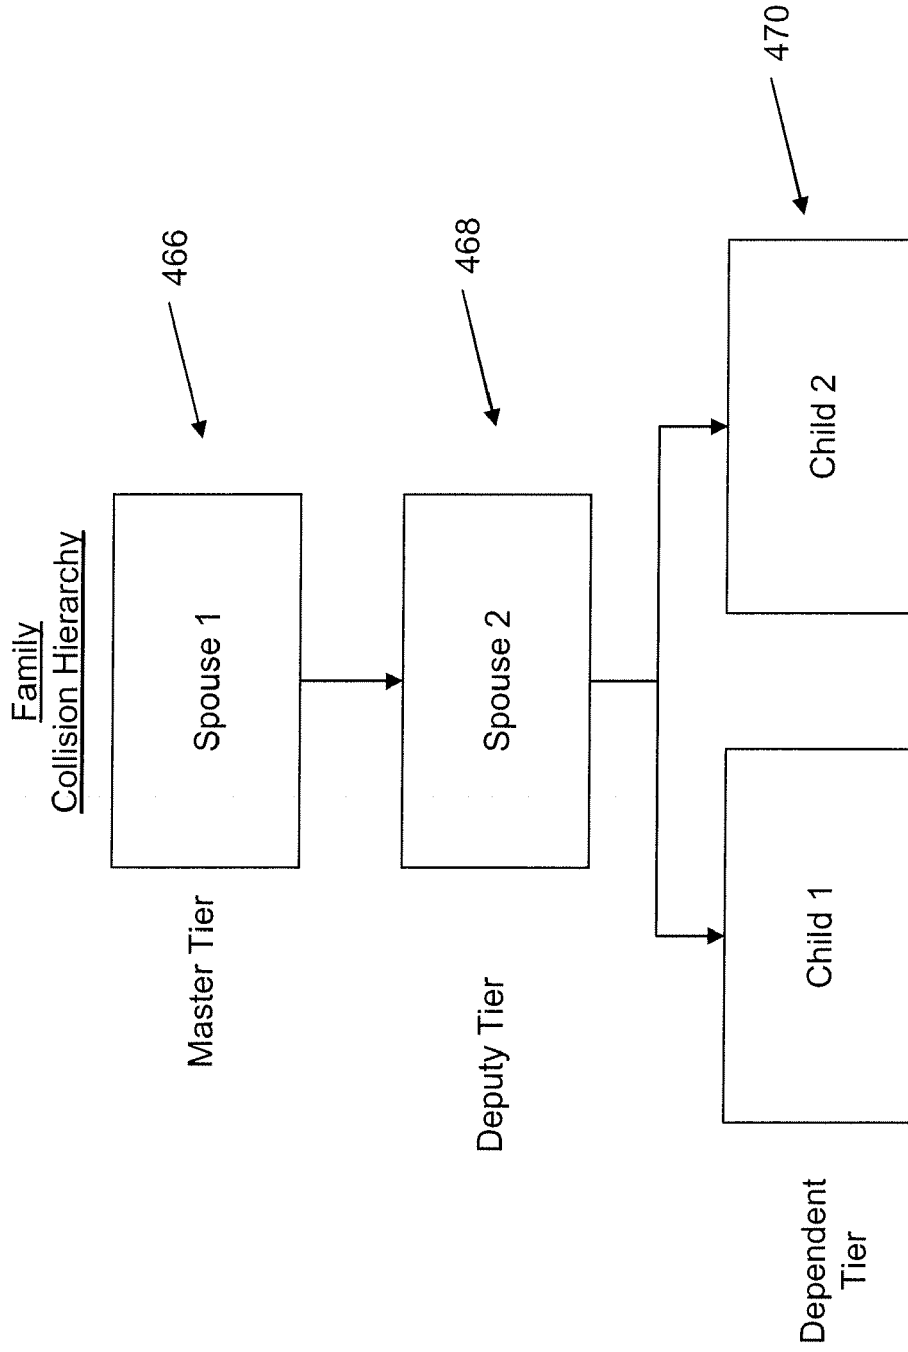 Family
Collision Hierarchy
Master Tier
Spouse 1
466
Deputy Tier
Spouse 2
468
Dependent
Tier
Child 1
Child 2
470